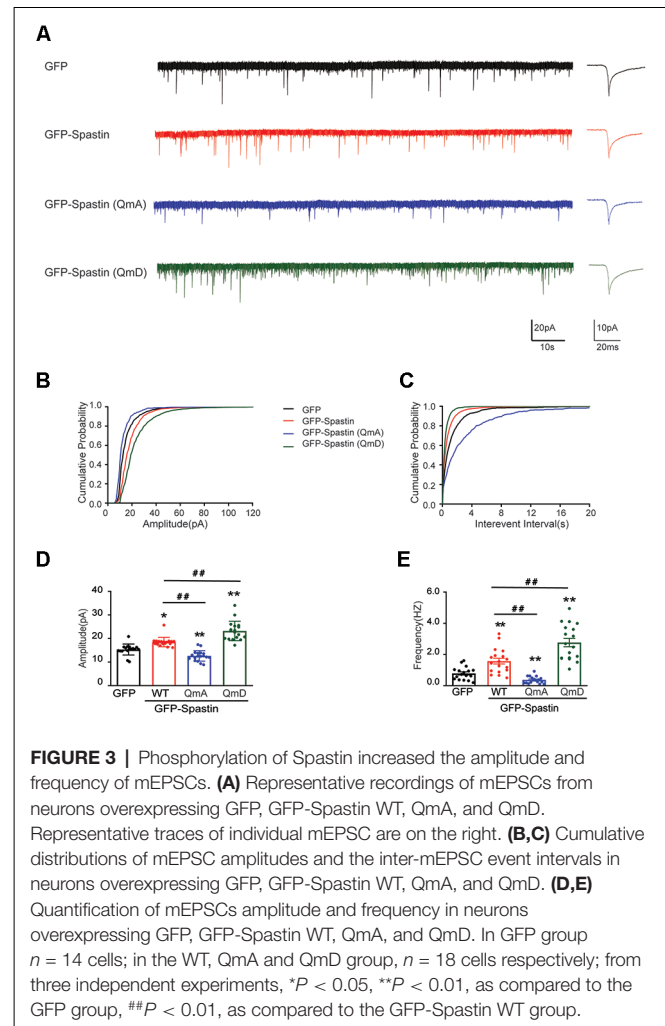 A
GFP
GFP-Spastin
GFP-Spastin (QmA)
GFP-Spastin (QmD)
20pA
10s
10pA
20ms
B
Cumulative Probability
1.0
0.8
0.6
0.4
0.2
0.0
0 20 40 60 80 100 120
Amplitude(pA)
GFP
GFP-Spastin
GFP-Spastin (QmA)
GFP-Spastin (QmD)
C
Cumulative Probability
1.0
0.8
0.6
0.4
0.2
0.0
0 4 8 12 16 20
Interevent Interval(s)
D
Amplitude(pA)
40
30
20
10
0
##
##
*
**
**
GFP WT QmA QmD
GFP-Spastin
E
Frequency(HZ)
6.0
4.0
2.0
0.0
##
##
**
**
**
GFP WT QmA QmD
GFP-Spastin
FIGURE 3 | Phosphorylation of Spastin increased the amplitude and
frequency of mEPSCs. (A) Representative recordings of mEPSCs from
neurons overexpressing GFP, GFP-Spastin WT, QmA, and QmD.
Representative traces of individual mEPSC are on the right. (B,C) Cumulative
distributions of mEPSC amplitudes and the inter-mEPSC event intervals in
neurons overexpressing GFP, GFP-Spastin WT, QmA, and QmD. (D,E)
Quantification of mEPSCs amplitude and frequency in neurons
overexpressing GFP, GFP-Spastin WT, QmA, and QmD. In GFP group
n = 14 cells; in the WT, QmA and QmD group, n = 18 cells respectively; from
three independent experiments, *P < 0.05, **P < 0.01, as compared to the
GFP group, ##P < 0.01, as compared to the GFP-Spastin WT group.